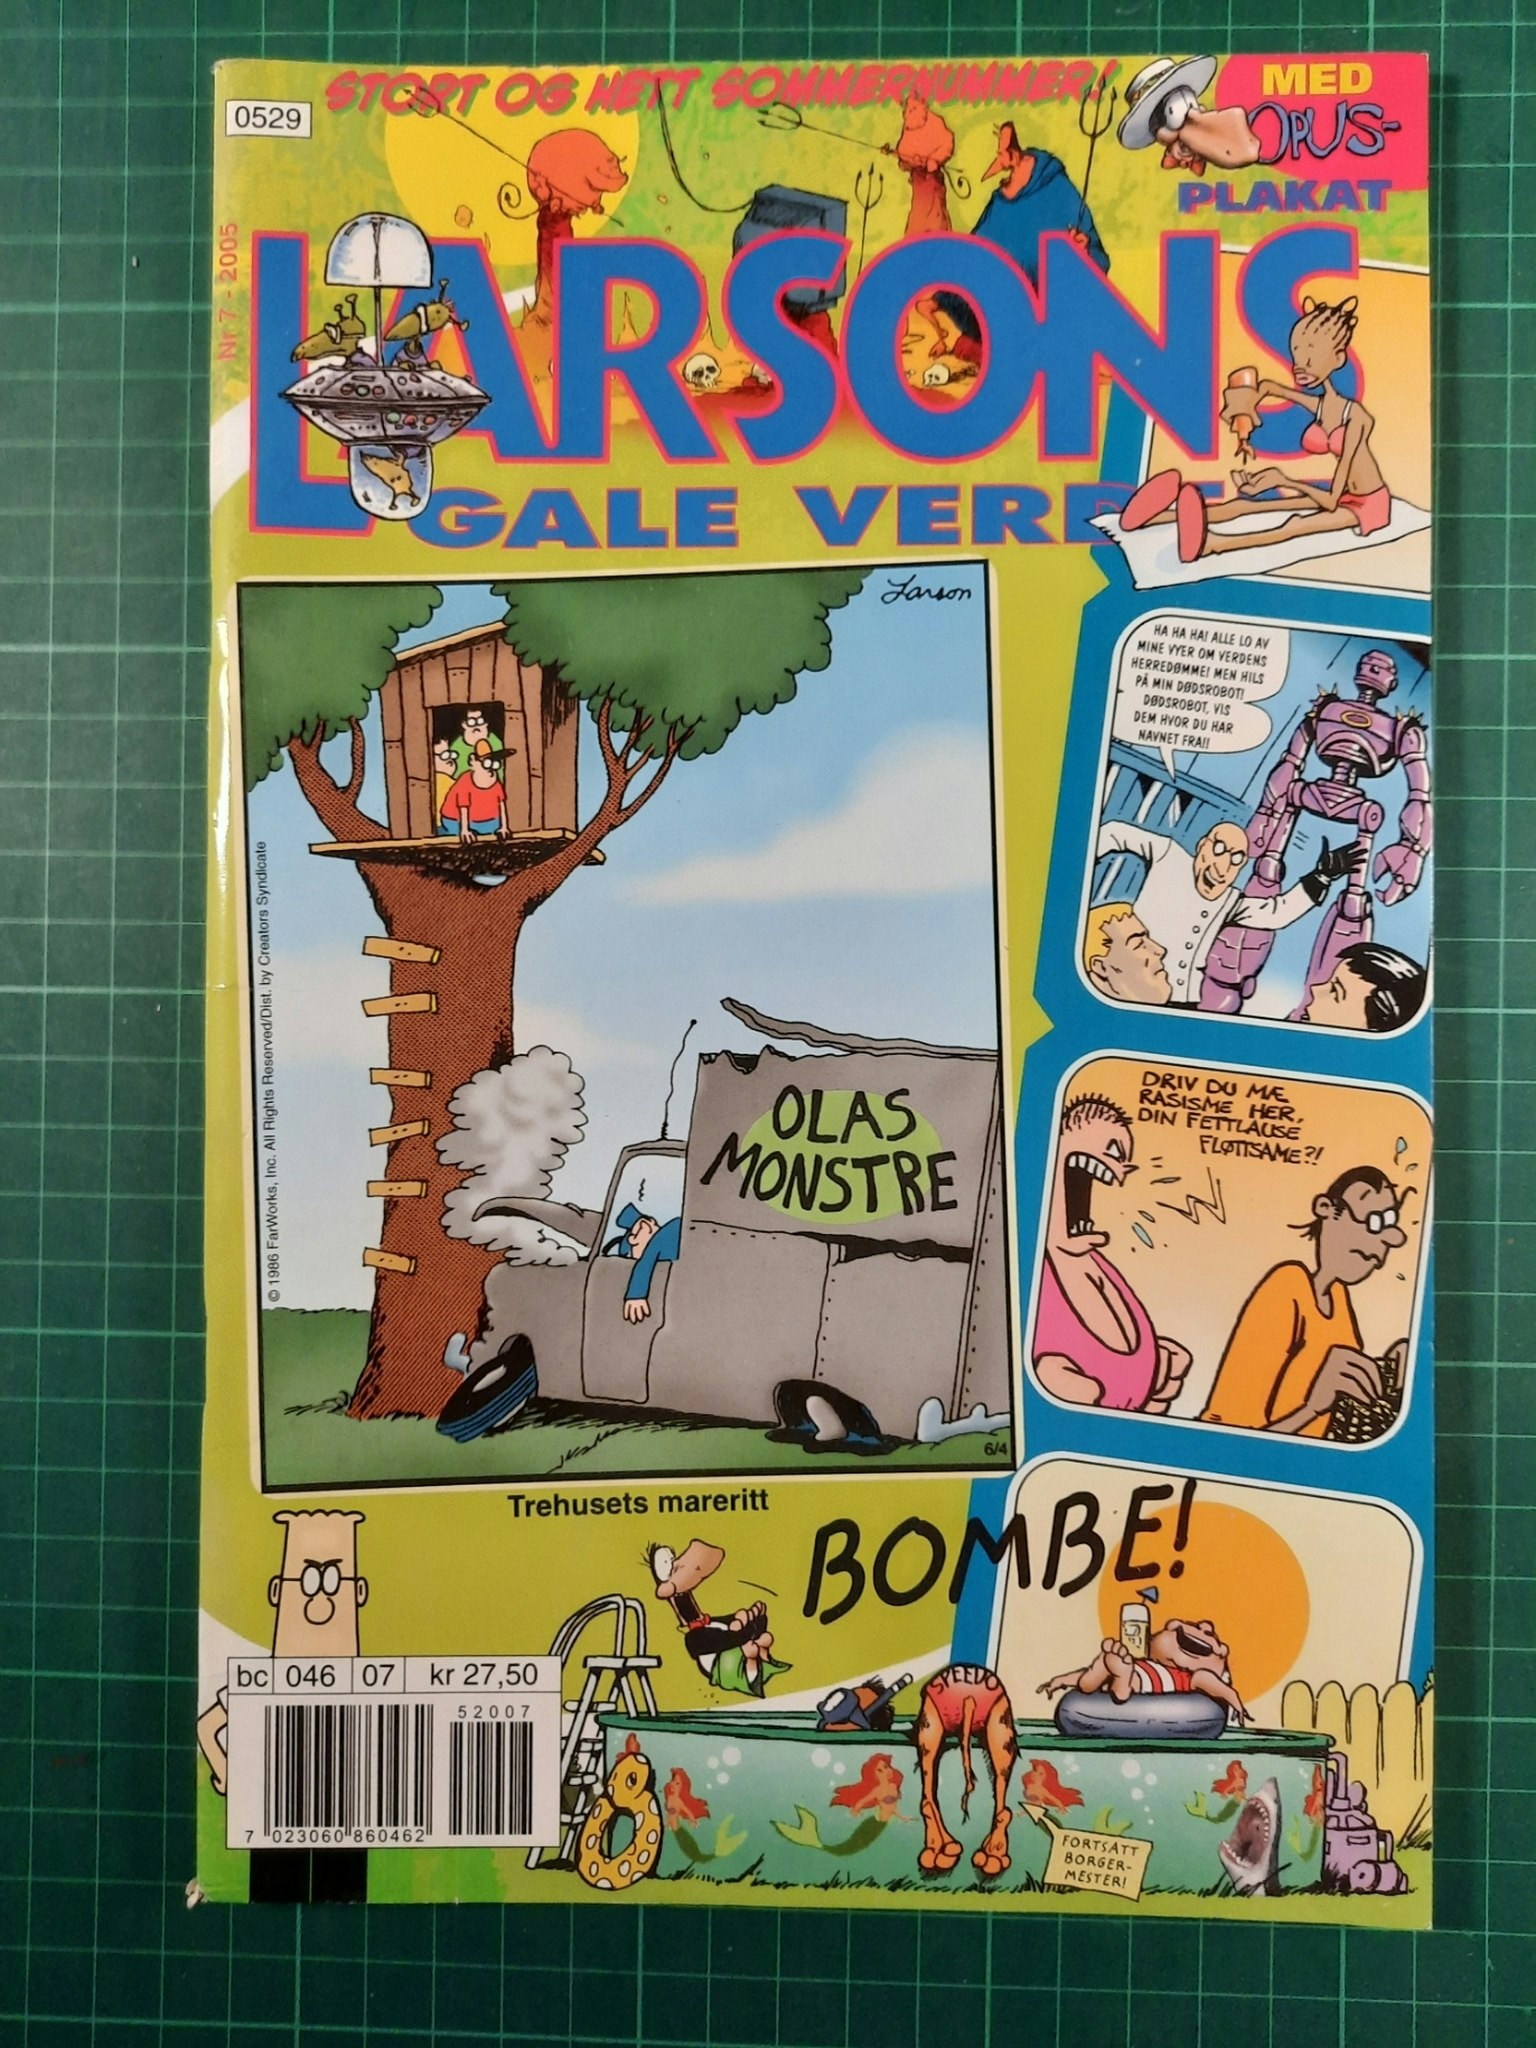 STORT OG HETT SOMMERNUMMER!
MED
OPUS-
PLAKAT
0529
Nr 7 - 2005
LARSONS
GALE VERDEN
Larson
HA HA HA! ALLE LO AV
MINE VYER OM VERDENS
HERREDØMME! MEN HILS
PÅ MIN DØDSROBOT!
DØDSROBOT, VIS
DEM HVOR DU HAR
NAVNET FRA!!
© 1986 FarWorks, Inc. All Rights Reserved/Dist. by Creators Syndicate
OLAS
MONSTRE
6/4
DRIV DU MÆ
RASISME HER,
DIN FETTLAUSE
FLØTTSAME?!
Trehusets mareritt
BOMBE!
SPEEDO
FORTSATT
BORGER-
MESTER!
bc 046 07 kr 27,50
52007
7 023060 860462